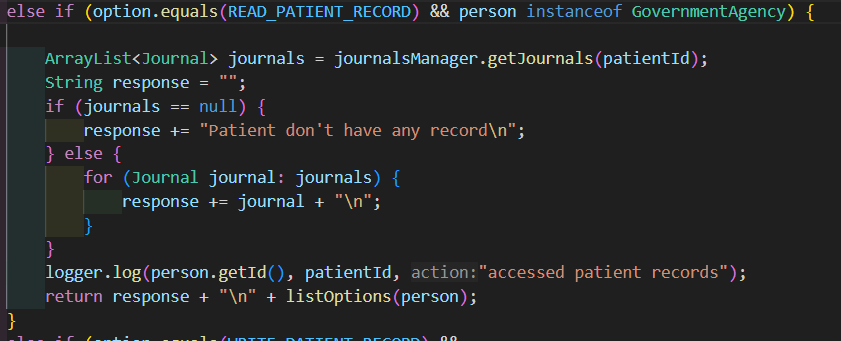 else if (option.equals(READ_PATIENT_RECORD) && person instanceof GovernmentAgency) {
ArrayList<Journal> journals = journalsManager.getJournals(patientId);
String response = "";
if (journals == null) {
response += "Patient don't have any record\n";
} else {
for (Journal journal: journals) {
response += journal + "\n";
}
}
logger.log(person.getId(), patientId, action:"accessed patient records");
return response + "\n" + listOptions(person);
}
else if (option.equals(WRITE_PATIENT_RECORD) &&